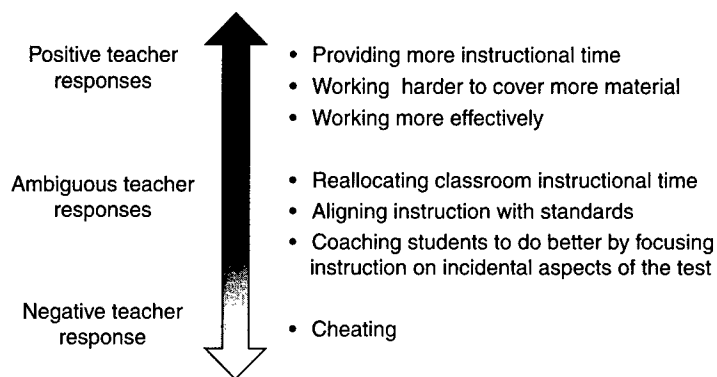 Positive teacher
responses
• Providing more instructional time
• Working harder to cover more material
• Working more effectively
Ambiguous teacher
responses
• Reallocating classroom instructional time
• Aligning instruction with standards
• Coaching students to do better by focusing
instruction on incidental aspects of the test
Negative teacher
response
• Cheating